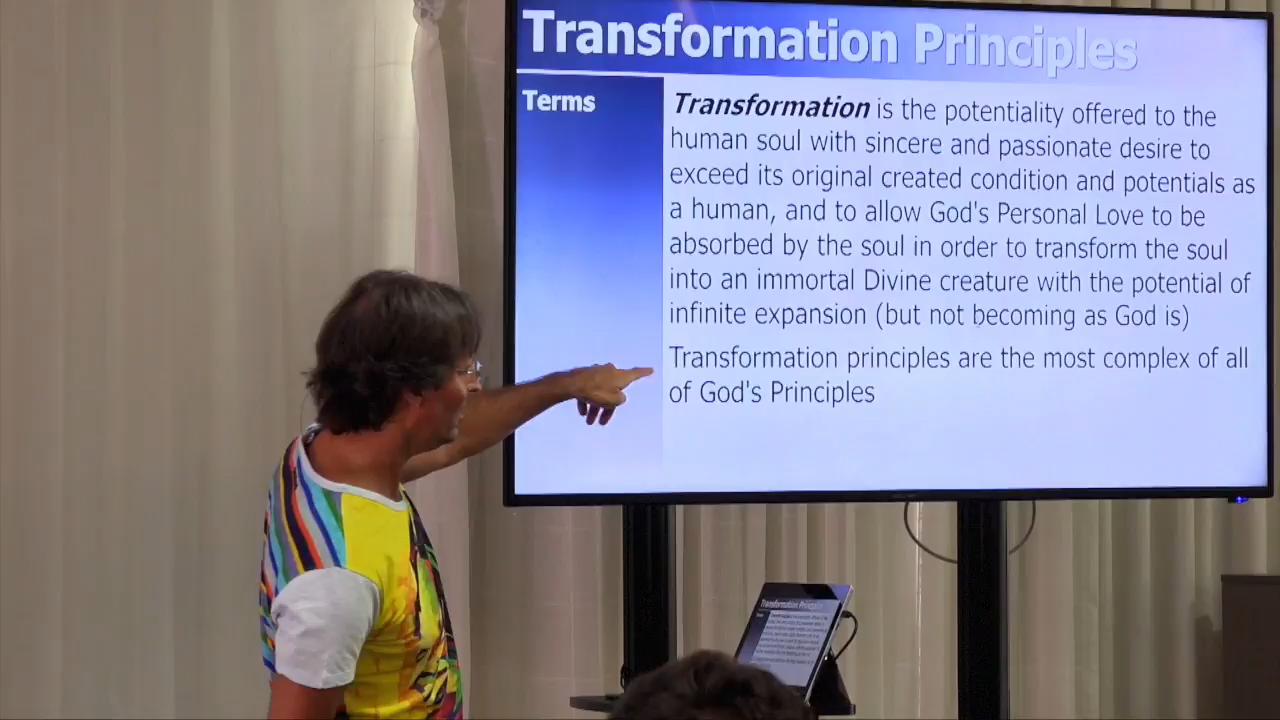 Transformation Principles
Terms
Transformation is the potentiality offered to the
human soul with sincere and passionate desire to
exceed its original created condition and potentials as
a human, and to allow God's Personal Love to be
absorbed by the soul in order to transform the soul
into an immortal Divine creature with the potential of
infinite expansion (but not becoming as God is)
Transformation principles are the most complex of all
of God's Principles
Transformation Principles